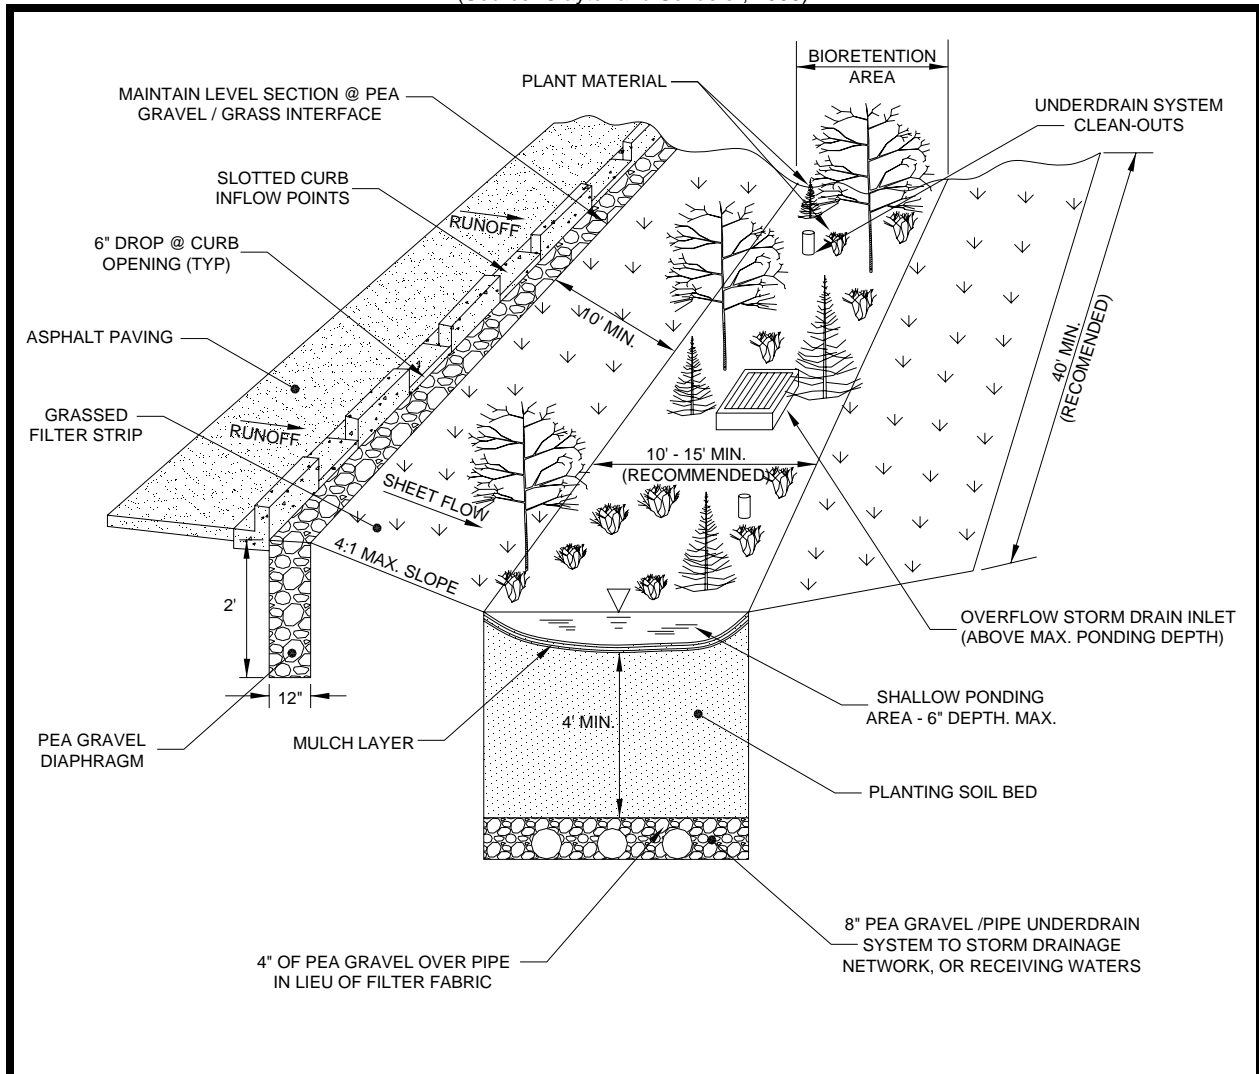 BIORETENTION
AREA
PLANT MATERIAL
MAINTAIN LEVEL SECTION @ PEA
GRAVEL / GRASS INTERFACE
UNDERDRAIN SYSTEM
CLEAN-OUTS
SLOTTED CURB
INFLOW POINTS
RUNOFF
6" DROP @ CURB
OPENING (TYP)
10' MIN.
ASPHALT PAVING
40' MIN.
(RECOMENDED)
GRASSED
FILTER STRIP
RUNOFF
10' - 15' MIN.
(RECOMMENDED)
SHEET FLOW
4:1 MAX. SLOPE
2'
OVERFLOW STORM DRAIN INLET
(ABOVE MAX. PONDING DEPTH)
12"
SHALLOW PONDING
AREA - 6" DEPTH. MAX.
4' MIN.
PEA GRAVEL
DIAPHRAGM
MULCH LAYER
PLANTING SOIL BED
8" PEA GRAVEL /PIPE UNDERDRAIN
SYSTEM TO STORM DRAINAGE
NETWORK, OR RECEIVING WATERS
4" OF PEA GRAVEL OVER PIPE
IN LIEU OF FILTER FABRIC